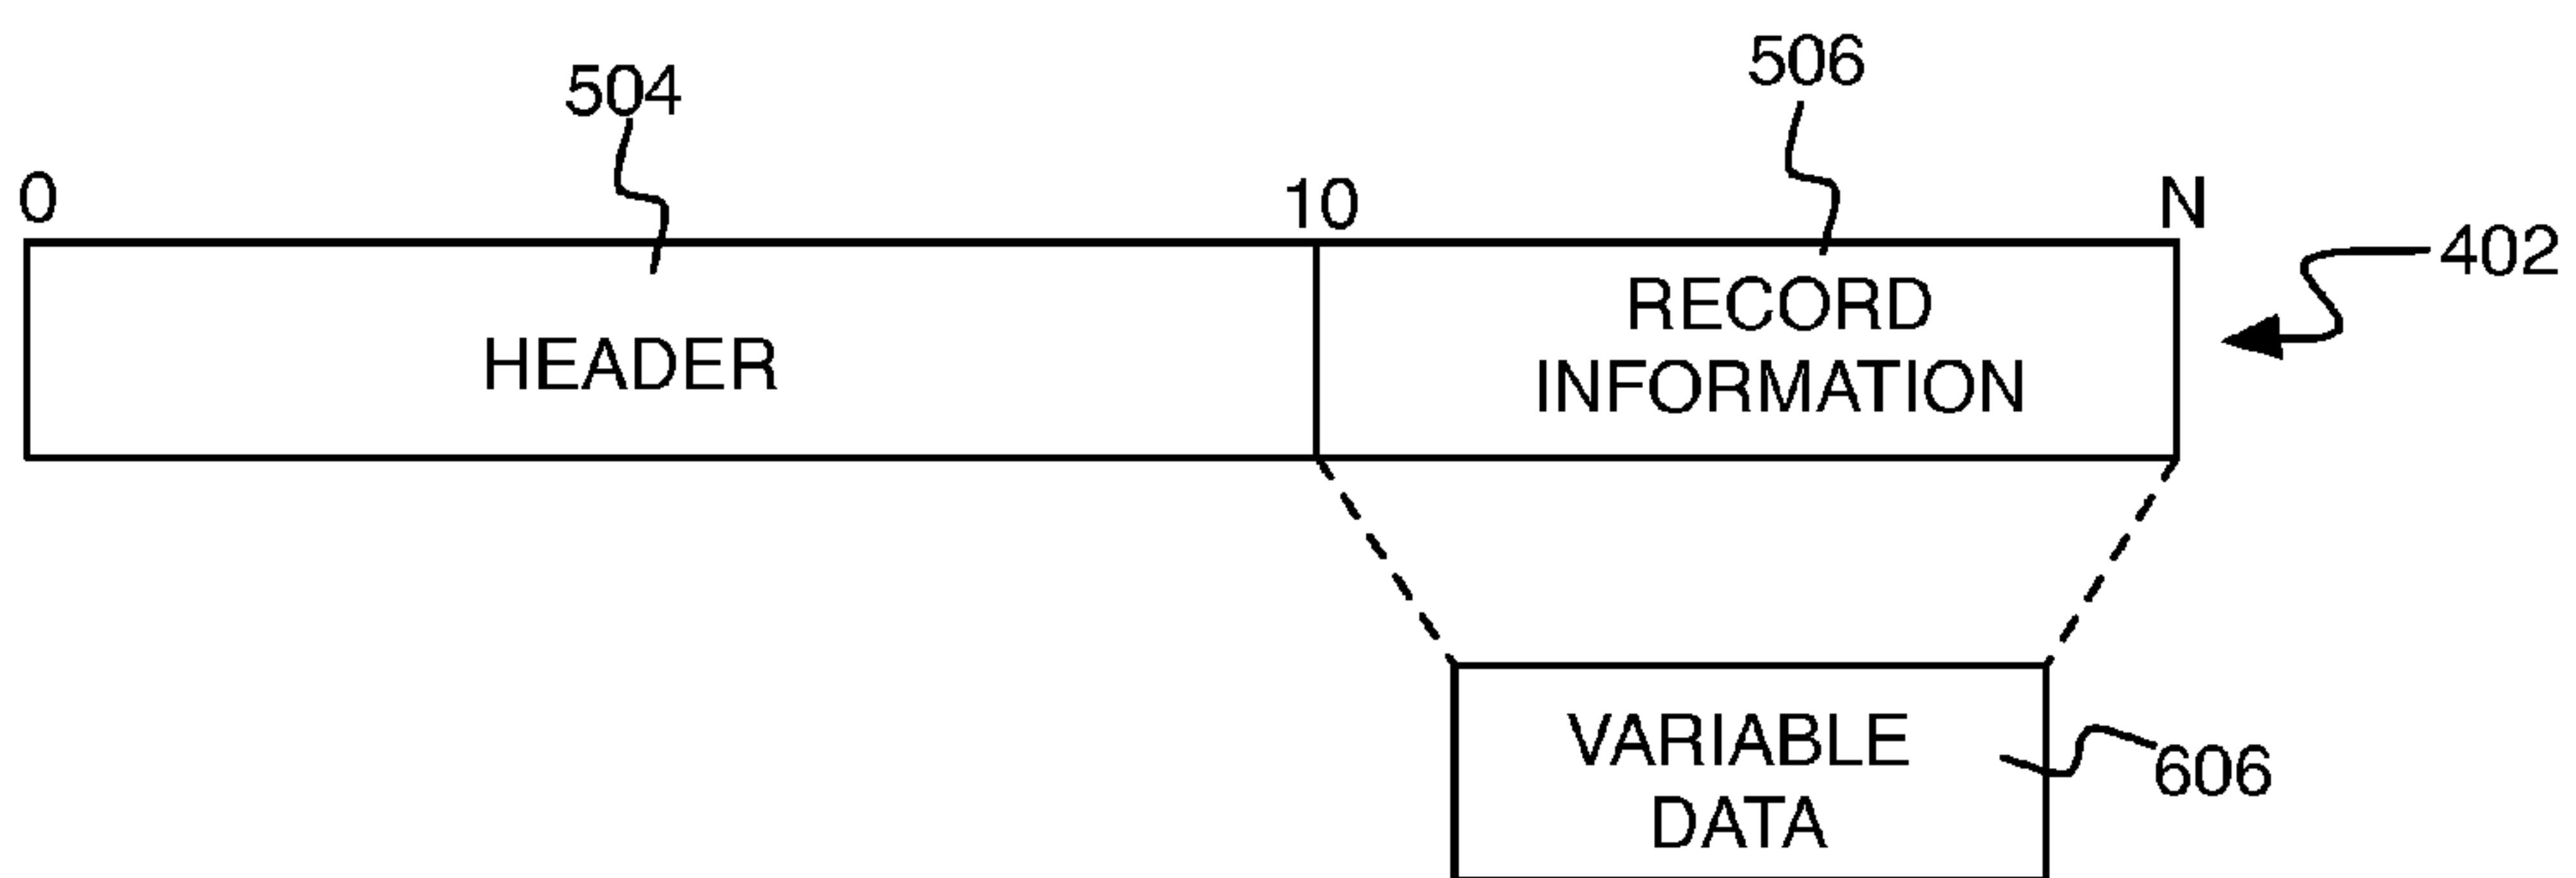 504
506
0
10
N
402
HEADER
RECORD
INFORMATION
VARIABLE
DATA
606